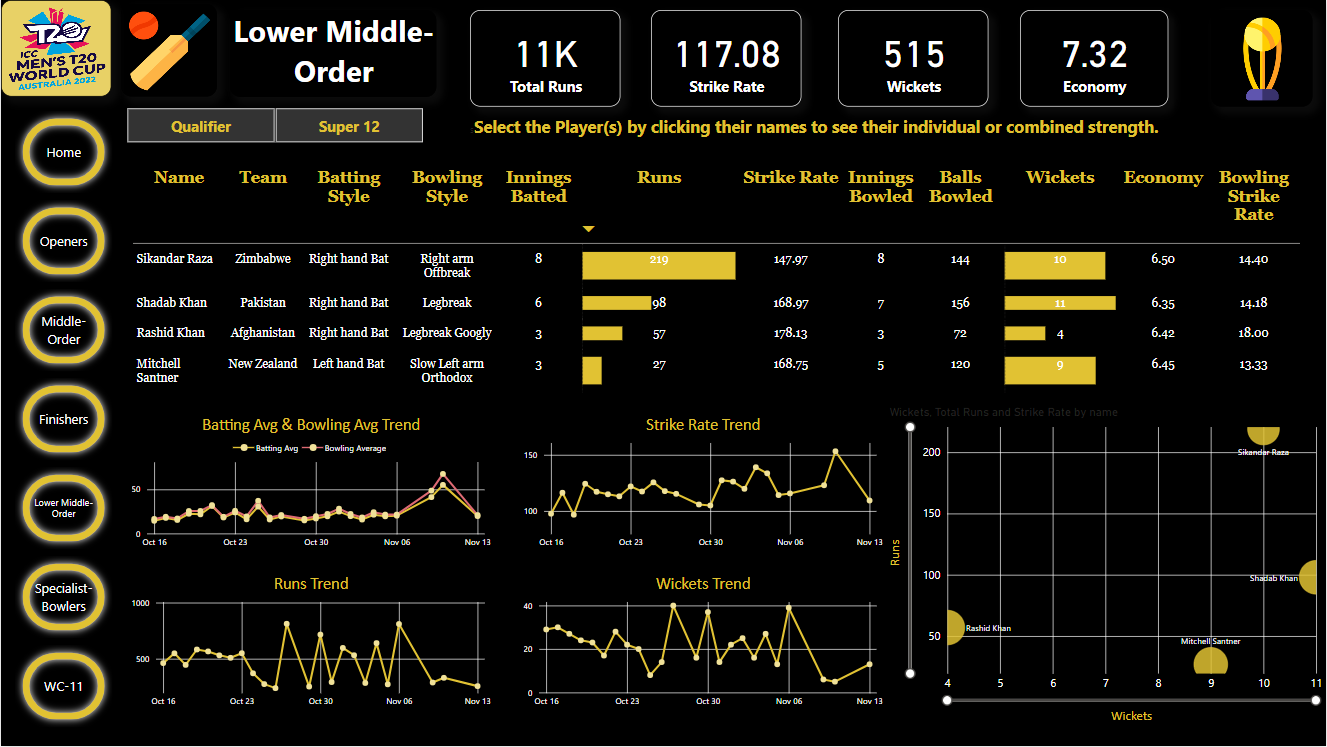 T20
ICC
MEN'S T20
WORLD CUP
AUSTRALIA 2022
Lower Middle-
Order
11K
Total Runs
117.08
Strike Rate
515
Wickets
7.32
Economy
Qualifier
Super 12
Select the Player(s) by clicking their names to see their individual or combined strength.
Home
Openers
Middle-
Order
Finishers
Lower Middle-
Order
Specialist-
Bowlers
WC-11
Name Team Batting Style Bowling Style Innings Batted Runs Strike Rate Innings Bowled Balls Bowled Wickets Economy Bowling Strike Rate
Sikandar Raza Zimbabwe Right hand Bat Right arm Offbreak 8 219 147.97 8 144 10 6.50 14.40
Shadab Khan Pakistan Right hand Bat Legbreak 6 98 168.97 7 156 11 6.35 14.18
Rashid Khan Afghanistan Right hand Bat Legbreak Googly 3 57 178.13 3 72 4 6.42 18.00
Mitchell Santner New Zealand Left hand Bat Slow Left arm Orthodox 3 27 168.75 5 120 9 6.45 13.33
Batting Avg & Bowling Avg Trend
Batting Avg Bowling Average
50
0
Oct 16 Oct 23 Oct 30 Nov 06 Nov 13
Strike Rate Trend
150
100
Oct 16 Oct 23 Oct 30 Nov 06 Nov 13
Runs Trend
1000
500
Oct 16 Oct 23 Oct 30 Nov 06 Nov 13
Wickets Trend
40
20
0
Oct 16 Oct 23 Oct 30 Nov 06 Nov 13
Wickets, Total Runs and Strike Rate by name
Runs
200
150
100
50
Sikandar Raza
Shadab Khan
Rashid Khan
Mitchell Santner
4 5 6 7 8 9 10 11
Wickets